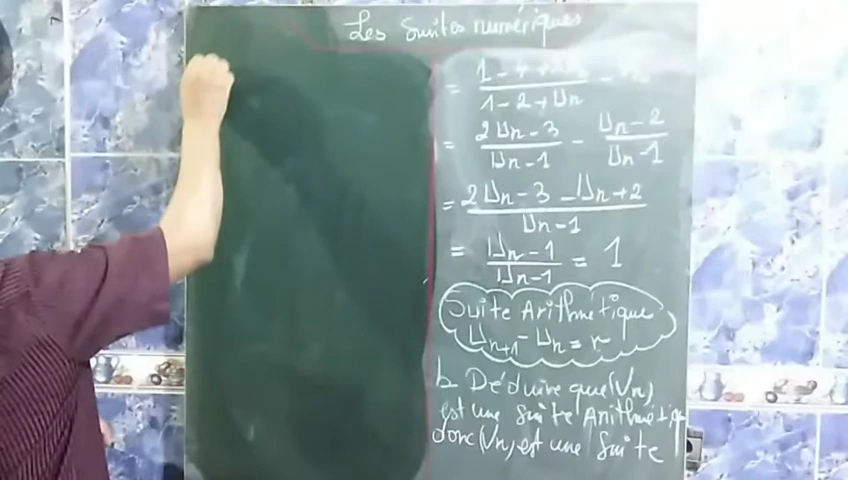 Les Suites numériques
1 - 2 + Un
= 2Un - 3 / Un - 1 - Un - 2 / Un - 1
= 2Un - 3 - Un + 2 / Un - 1
= Un - 1 / Un - 1 = 1
Suite Arithmétique
Un+1 - Un = r
b Déduire que (Vn)
est une suite Arithmétiq
donc (Vn) est une Suite